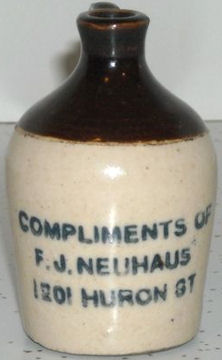 COMPLIMENTS OF
F.J. NEUHAUS
1201 HURON ST